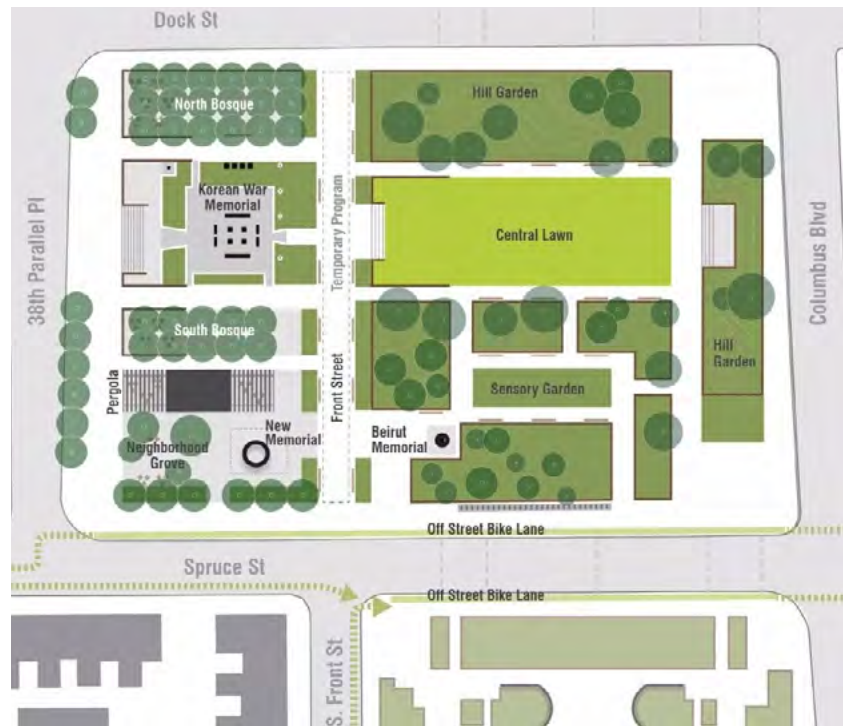 Dock St
North Bosque
Hill Garden
Korean War
Memorial
Temporary Program
Central Lawn
38th Parallel Pl
Columbus Blvd
South Bosque
Hill
Garden
Pergola
Front Street
Sensory Garden
New
Memorial
Beirut
Memorial
Neighborhood
Grove
Off Street Bike Lane
Spruce St
Off Street Bike Lane
S. Front St